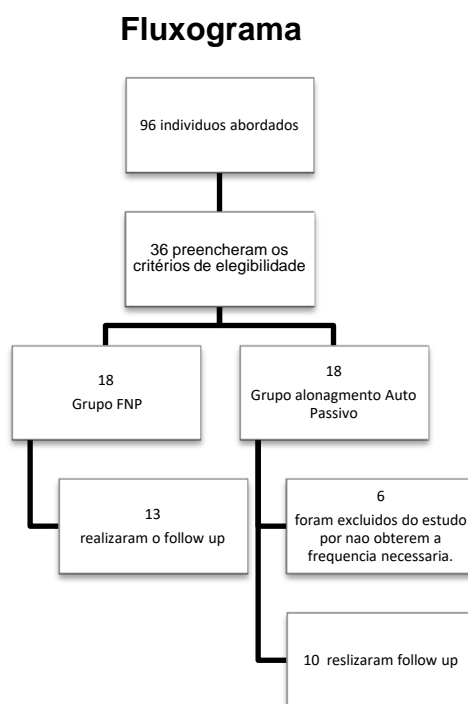 Fluxograma
96 individuos abordados
36 preencheram os
critérios de elegibilidade
18
Grupo FNP
18
Grupo alonagmento Auto
Passivo
13
realizaram o follow up
6
foram excluidos do estudo
por nao obterem a
frequencia necessaria.
10 reslizaram follow up